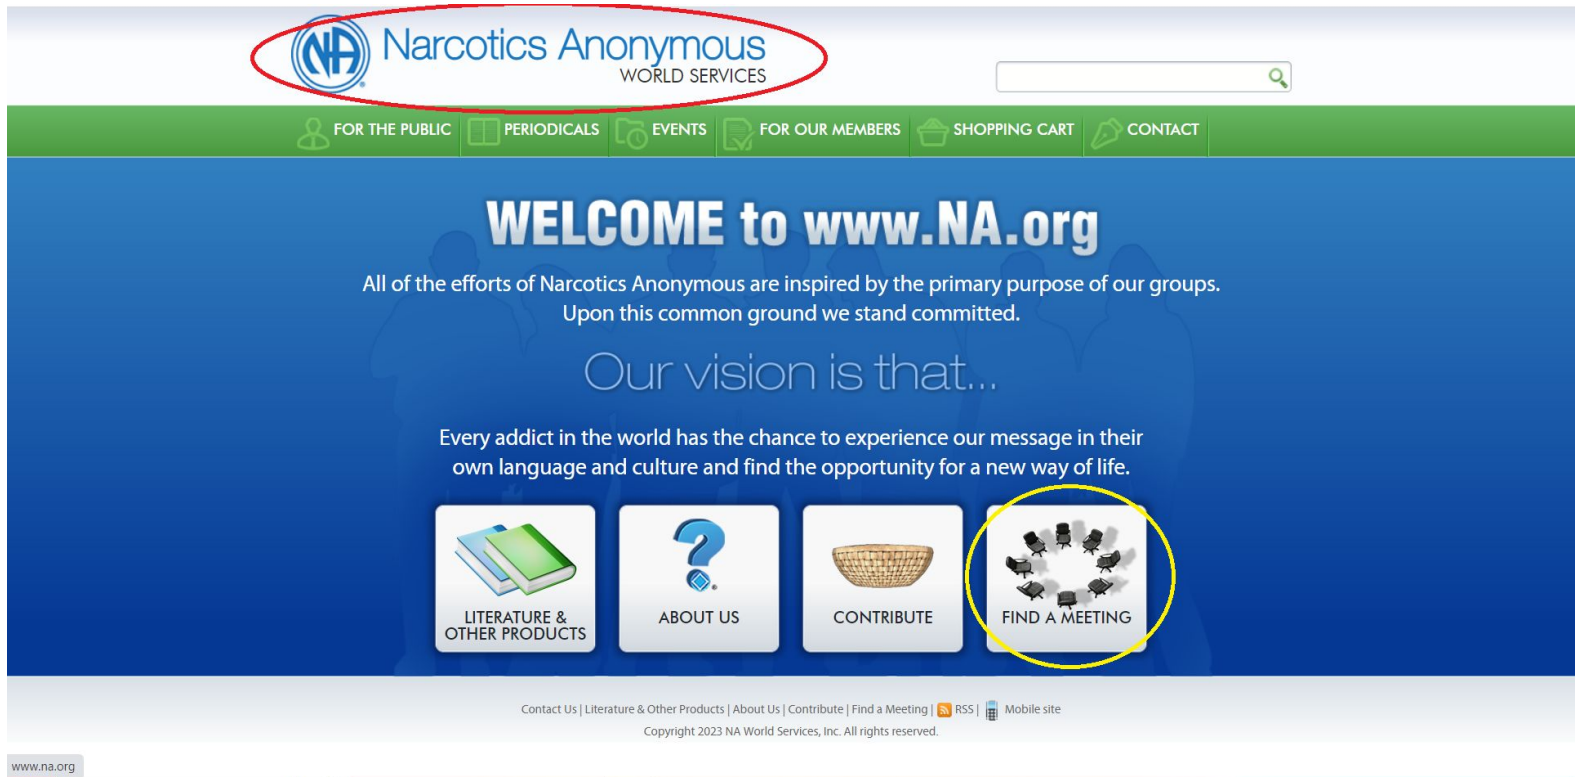 NA Narcotics Anonymous
WORLD SERVICES
FOR THE PUBLIC PERIODICALS EVENTS FOR OUR MEMBERS SHOPPING CART CONTACT
WELCOME to www.NA.org
All of the efforts of Narcotics Anonymous are inspired by the primary purpose of our groups.
Upon this common ground we stand committed.
Our vision is that...
Every addict in the world has the chance to experience our message in their
own language and culture and find the opportunity for a new way of life.
LITERATURE &
OTHER PRODUCTS
ABOUT US
CONTRIBUTE
FIND A MEETING
Contact Us | Literature & Other Products | About Us | Contribute | Find a Meeting | RSS | Mobile site
Copyright 2023 NA World Services, Inc. All rights reserved.
www.na.org